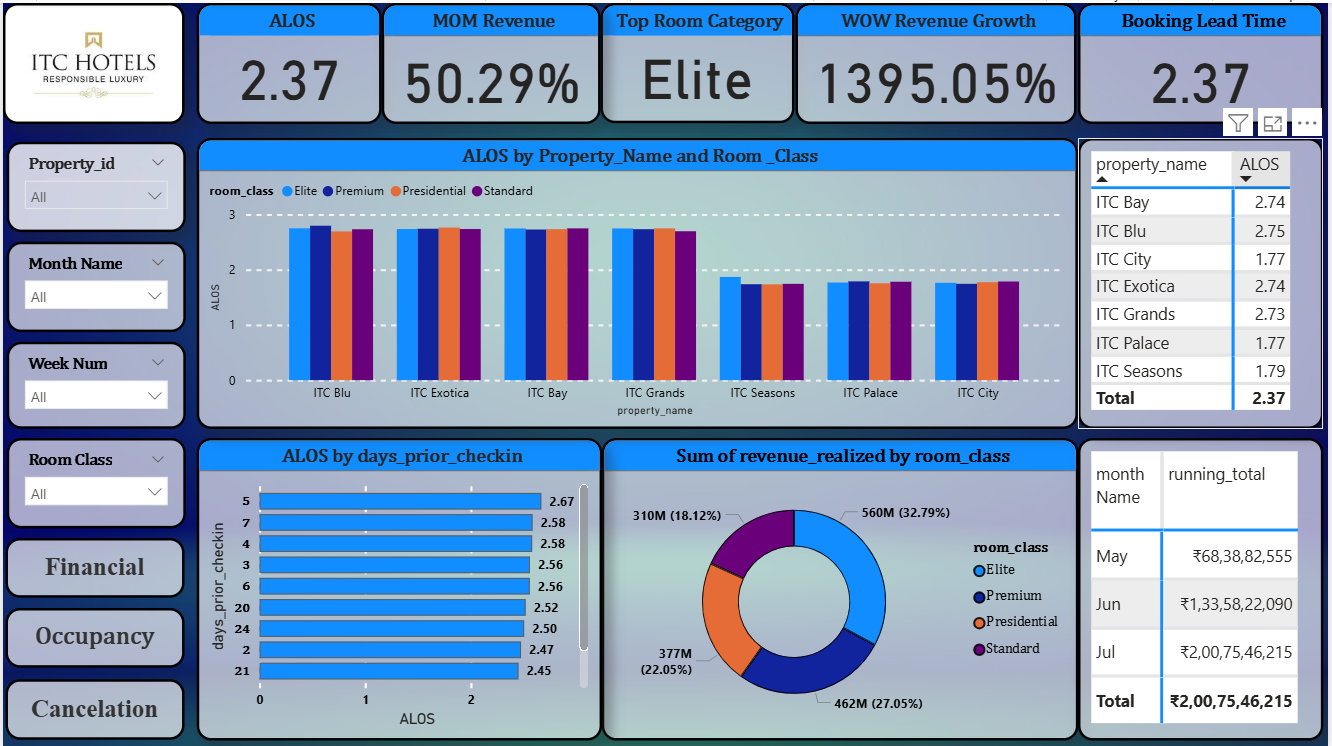 ITC HOTELS
RESPONSIBLE LUXURY
ALOS
2.37
MOM Revenue
50.29%
Top Room Category
Elite
WOW Revenue Growth
1395.05%
Booking Lead Time
2.37
Property_id
All
Month Name
All
Week Num
All
Room Class
All
Financial
Occupancy
Cancelation
ALOS by Property_Name and Room _Class
room_class Elite Premium Presidential Standard
3
2
1
0
ALOS
ITC Blu ITC Exotica ITC Bay ITC Grands ITC Seasons ITC Palace ITC City
property_name
property_name ALOS
ITC Bay 2.74
ITC Blu 2.75
ITC City 1.77
ITC Exotica 2.74
ITC Grands 2.73
ITC Palace 1.77
ITC Seasons 1.79
Total 2.37
ALOS by days_prior_checkin
days_prior_checkin
5 2.67
7 2.58
4 2.58
3 2.56
6 2.56
20 2.52
24 2.50
2 2.47
21 2.45
0 1 2
ALOS
Sum of revenue_realized by room_class
310M (18.12%)
560M (32.79%)
377M
(22.05%)
462M (27.05%)
room_class
Elite
Premium
Presidential
Standard
month
Name
running_total
May ₹68,38,82,555
Jun ₹1,33,58,22,090
Jul ₹2,00,75,46,215
Total ₹2,00,75,46,215